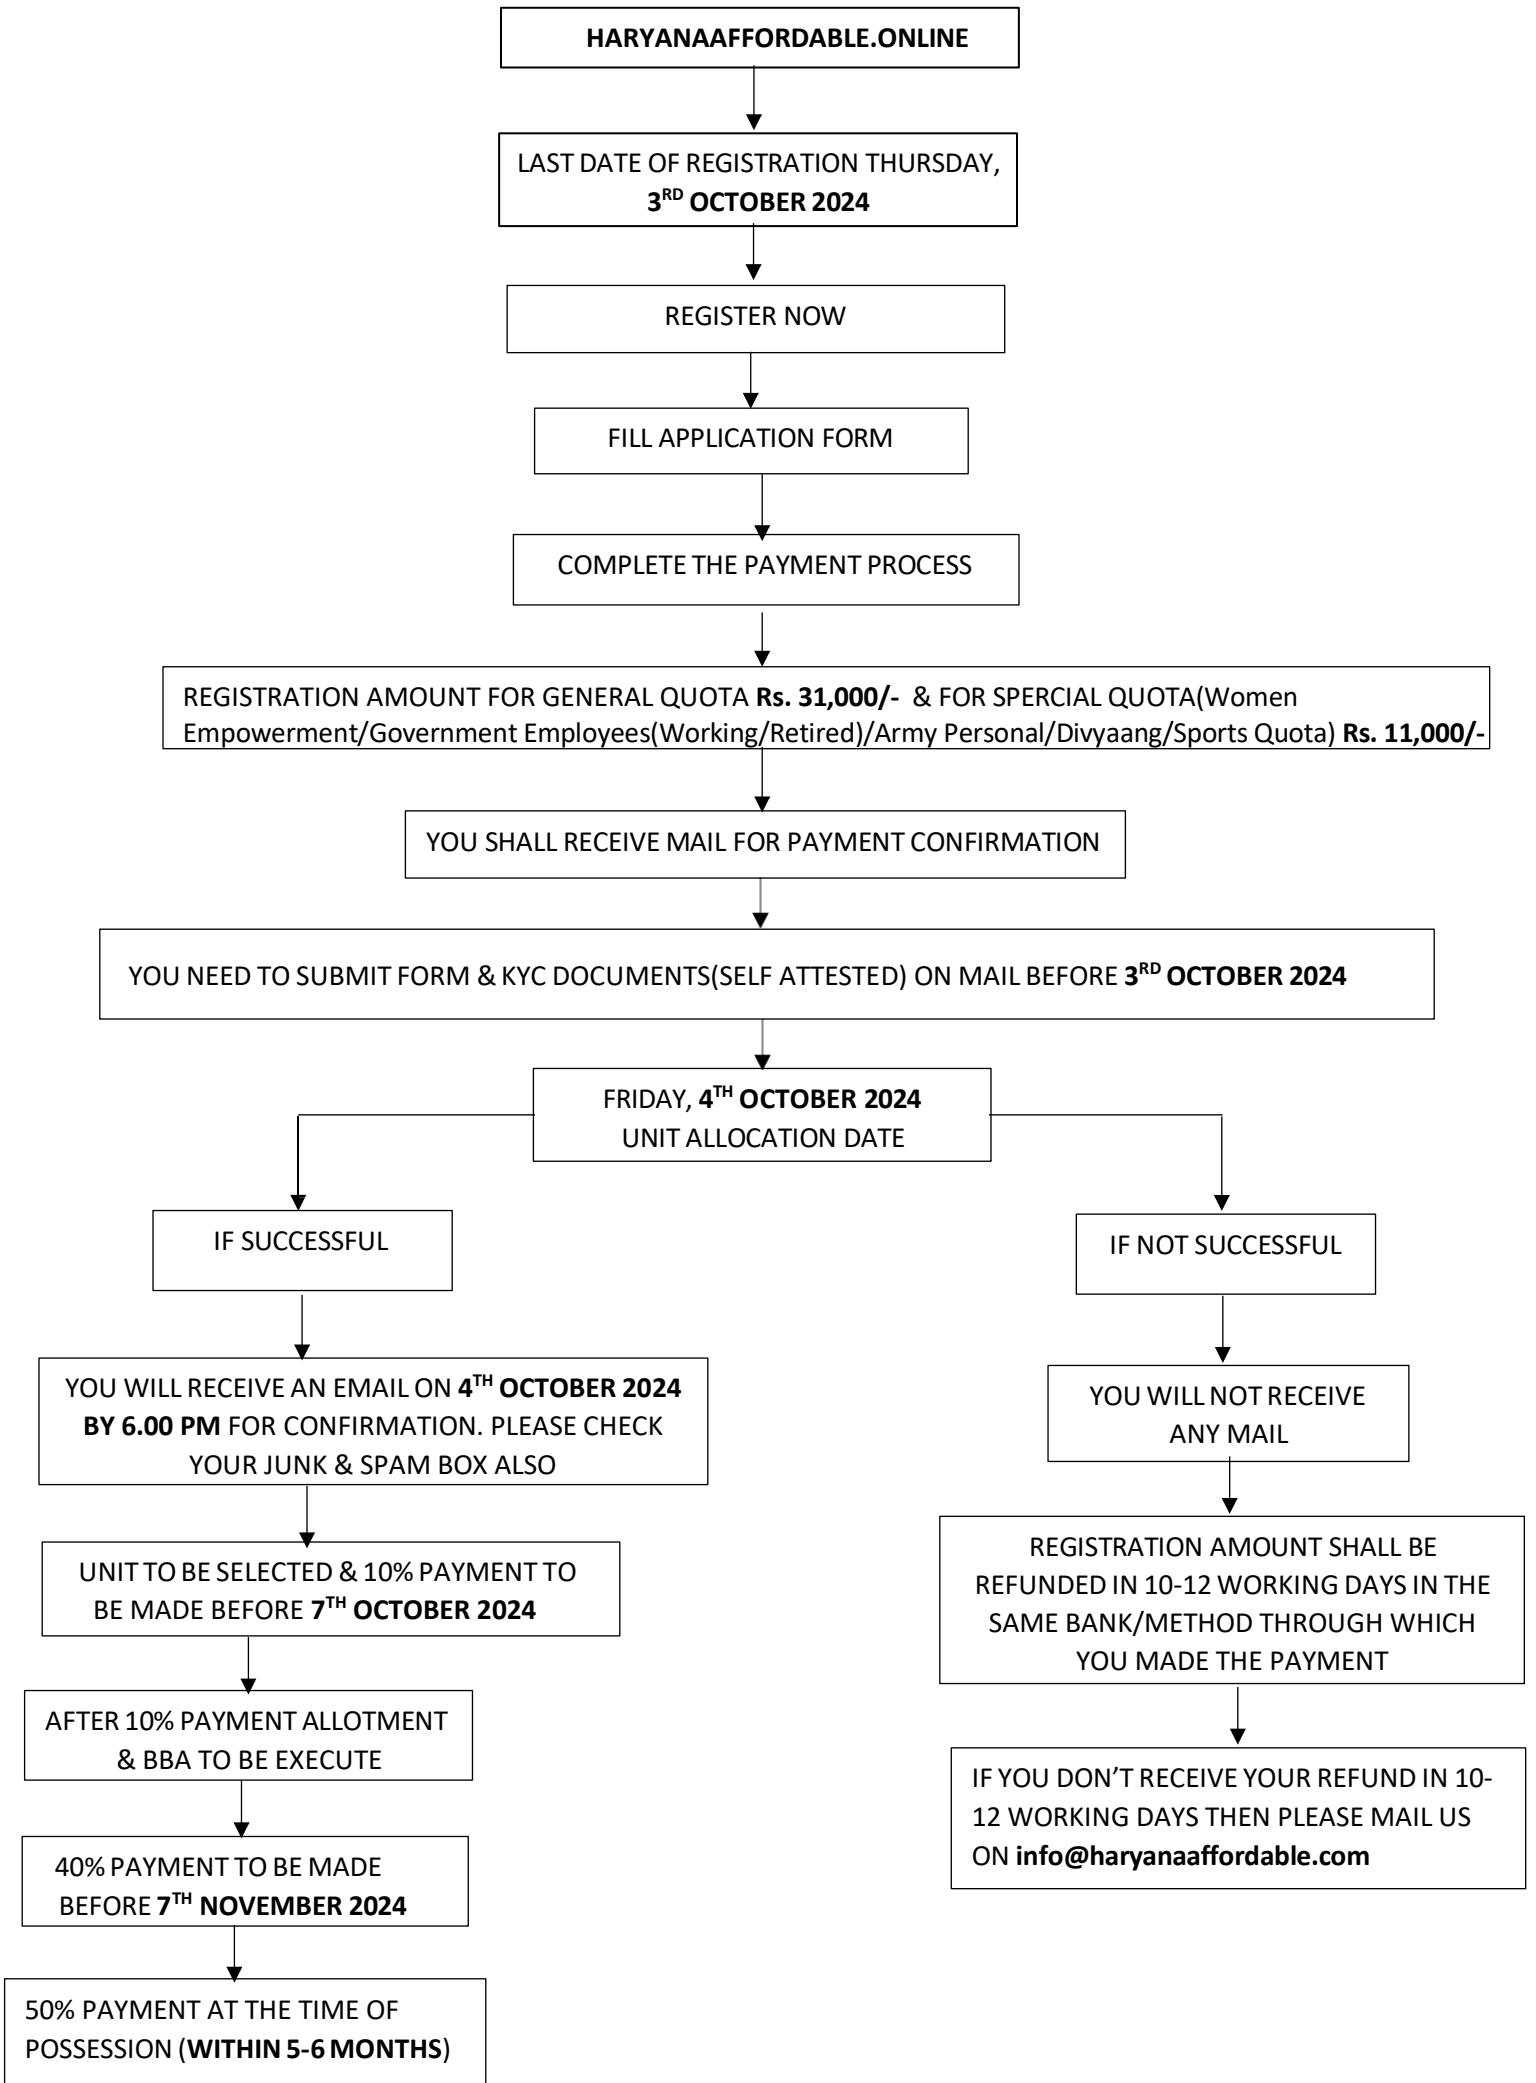 HARYANAAFFORDABLE.ONLINE
LAST DATE OF REGISTRATION THURSDAY,
3RD OCTOBER 2024
REGISTER NOW
FILL APPLICATION FORM
COMPLETE THE PAYMENT PROCESS
REGISTRATION AMOUNT FOR GENERAL QUOTA Rs. 31,000/- & FOR SPERCIAL QUOTA(Women
Empowerment/Government Employees(Working/Retired)/Army Personal/Divyaang/Sports Quota) Rs. 11,000/-
YOU SHALL RECEIVE MAIL FOR PAYMENT CONFIRMATION
YOU NEED TO SUBMIT FORM & KYC DOCUMENTS(SELF ATTESTED) ON MAIL BEFORE 3RD OCTOBER 2024
FRIDAY, 4TH OCTOBER 2024
UNIT ALLOCATION DATE
IF SUCCESSFUL
YOU WILL RECEIVE AN EMAIL ON 4TH OCTOBER 2024
BY 6.00 PM FOR CONFIRMATION. PLEASE CHECK
YOUR JUNK & SPAM BOX ALSO
UNIT TO BE SELECTED & 10% PAYMENT TO
BE MADE BEFORE 7TH OCTOBER 2024
AFTER 10% PAYMENT ALLOTMENT
& BBA TO BE EXECUTE
40% PAYMENT TO BE MADE
BEFORE 7TH NOVEMBER 2024
50% PAYMENT AT THE TIME OF
POSSESSION (WITHIN 5-6 MONTHS)
IF NOT SUCCESSFUL
YOU WILL NOT RECEIVE
ANY MAIL
REGISTRATION AMOUNT SHALL BE
REFUNDED IN 10-12 WORKING DAYS IN THE
SAME BANK/METHOD THROUGH WHICH
YOU MADE THE PAYMENT
IF YOU DON’T RECEIVE YOUR REFUND IN 10-
12 WORKING DAYS THEN PLEASE MAIL US
ON info@haryanaaffordable.com